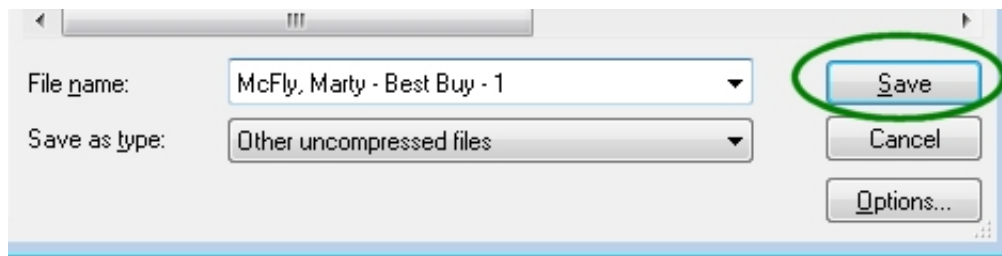 File name: McFly, Marty - Best Buy - 1 Save
Save as type: Other uncompressed files Cancel
Options...